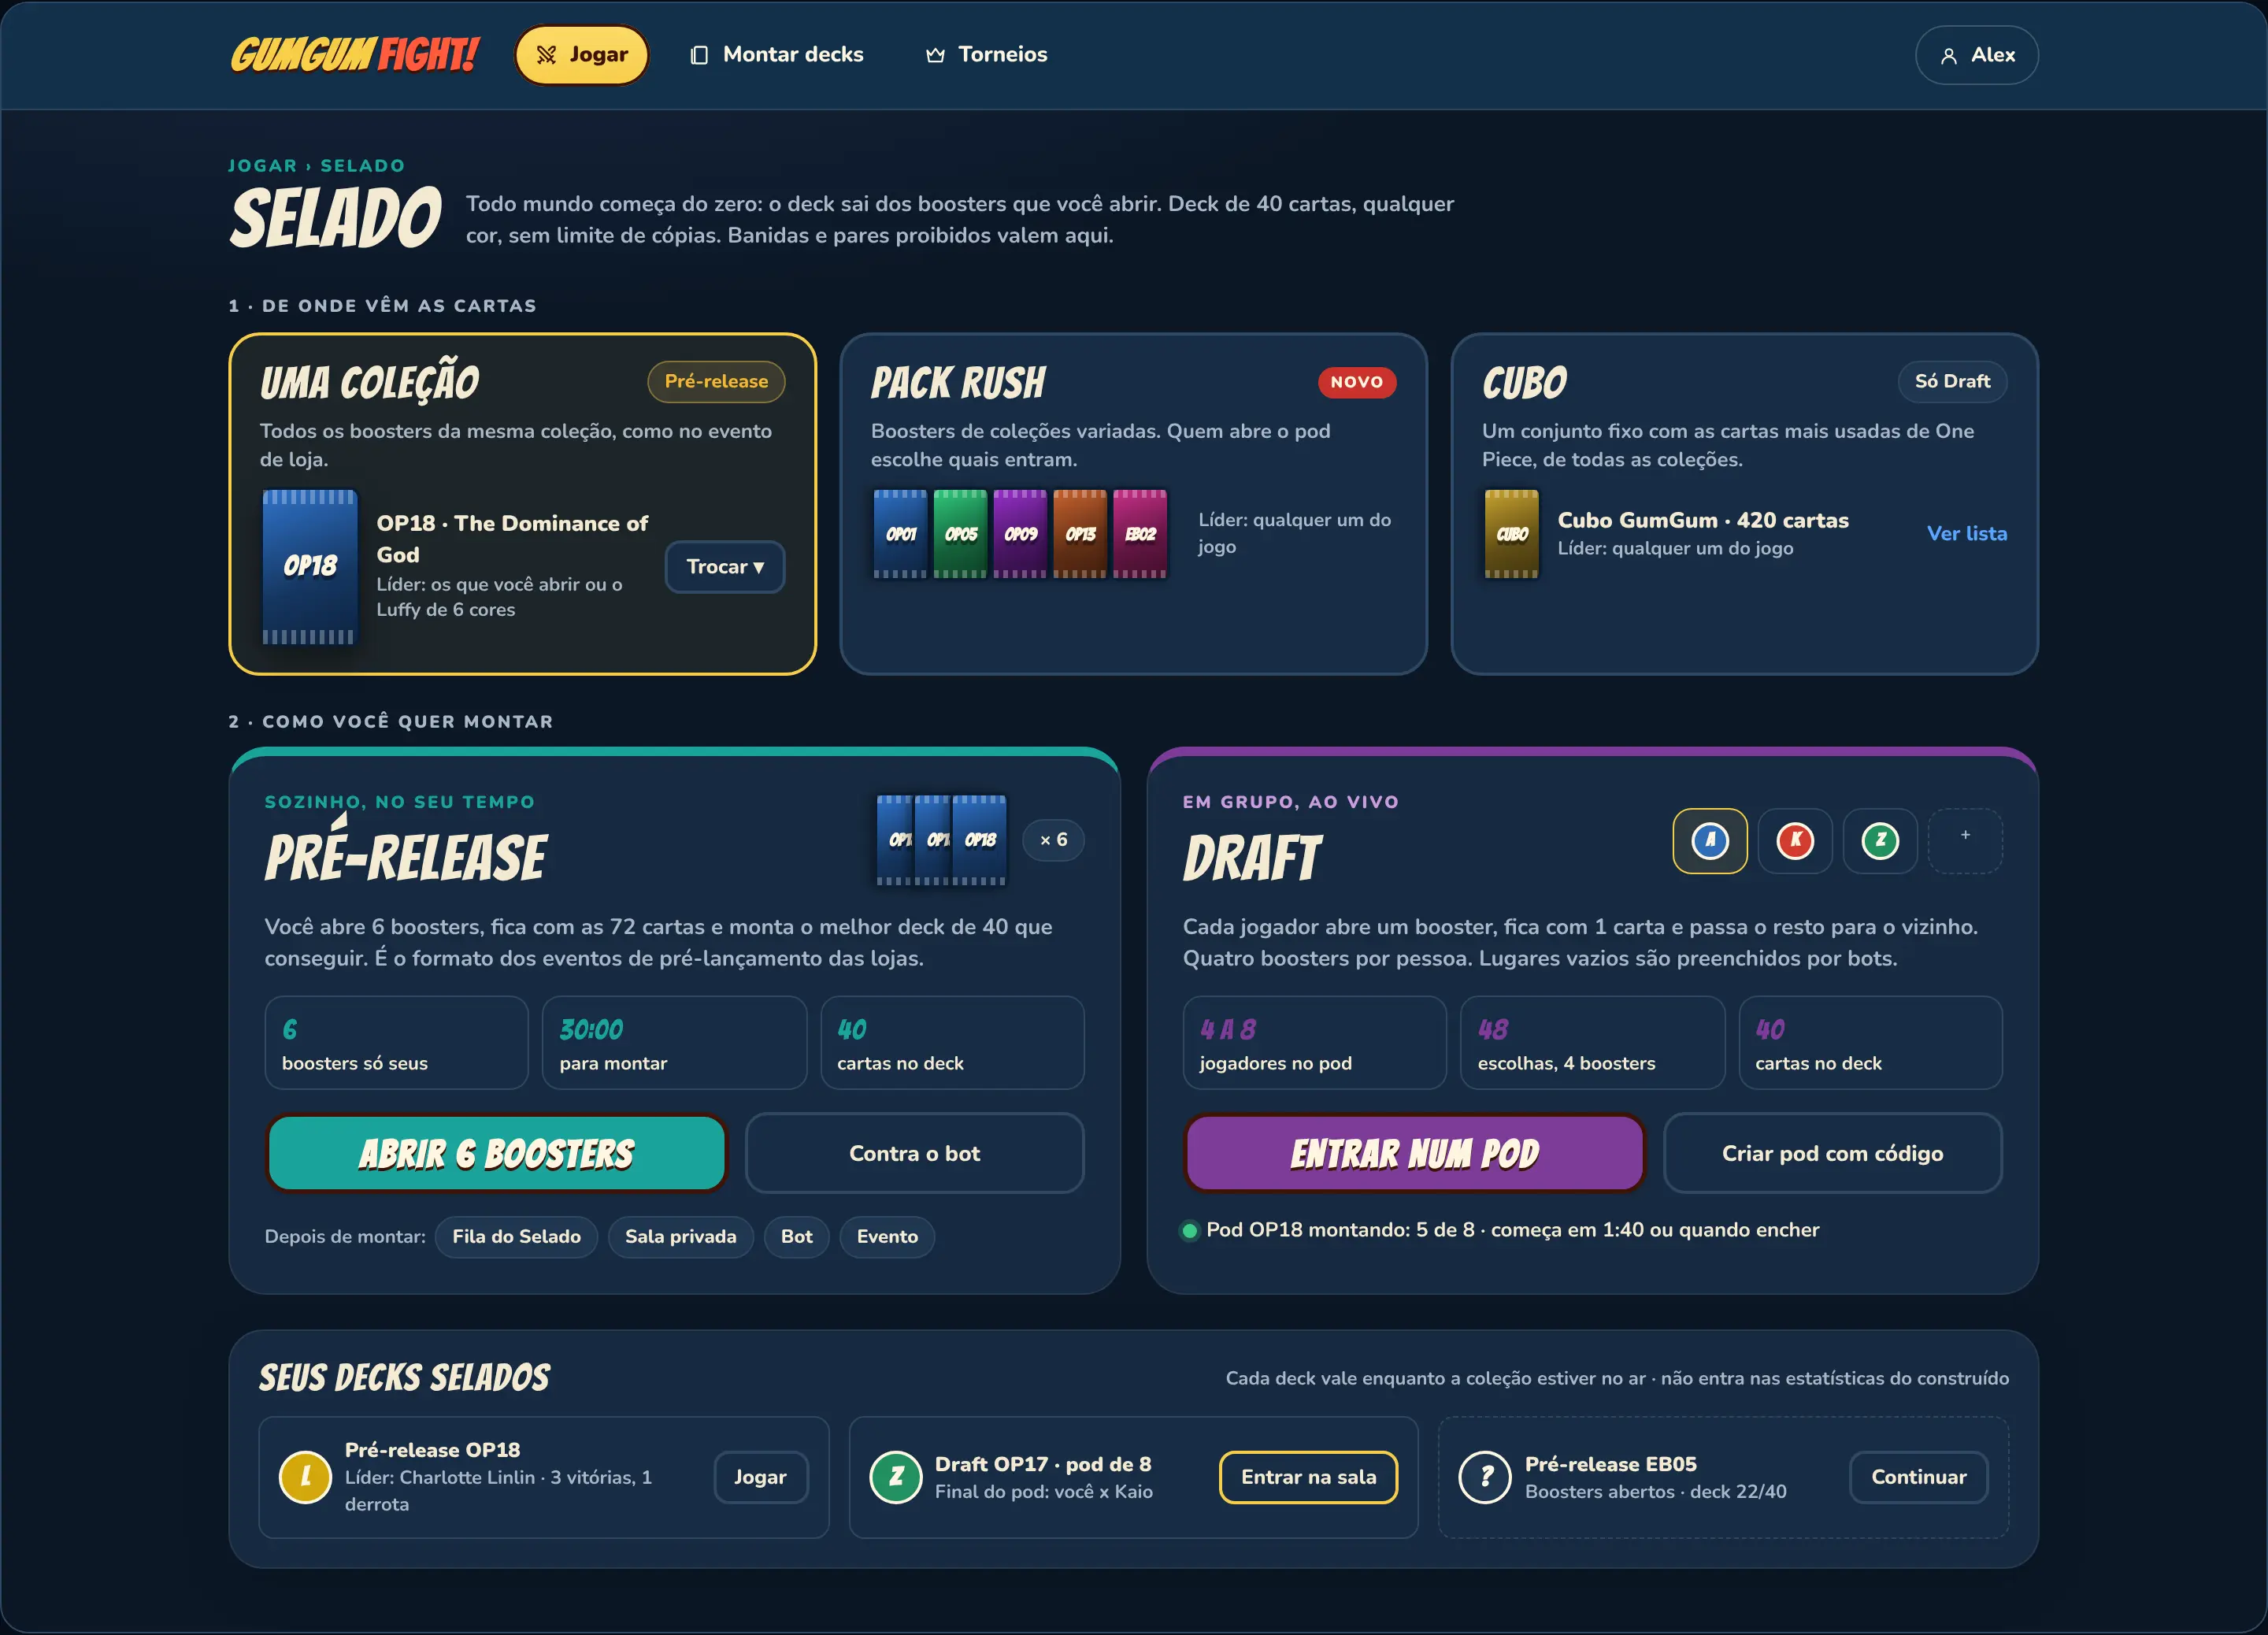 GUMGUM FIGHT!
Jogar
Montar decks
Torneios
Alex
JOGAR › SELADO
SELADO
Todo mundo começa do zero: o deck sai dos boosters que você abrir. Deck de 40 cartas, qualquer
cor, sem limite de cópias. Banidas e pares proibidos valem aqui.
1 · DE ONDE VÊM AS CARTAS
UMA COLEÇÃO
Pré-release
Todos os boosters da mesma coleção, como no evento
de loja.
OP18
OP18 · The Dominance of
God
Líder: os que você abrir ou o
Luffy de 6 cores
Trocar ▾
PACK RUSH
NOVO
Boosters de coleções variadas. Quem abre o pod
escolhe quais entram.
OP01
OP05
OP09
OP13
EB02
Líder: qualquer um do
jogo
CUBO
Só Draft
Um conjunto fixo com as cartas mais usadas de One
Piece, de todas as coleções.
CUBO
Cubo GumGum · 420 cartas
Líder: qualquer um do jogo
Ver lista
2 · COMO VOCÊ QUER MONTAR
SOZINHO, NO SEU TEMPO
PRÉ-RELEASE
OP1
OP1
OP18
× 6
Você abre 6 boosters, fica com as 72 cartas e monta o melhor deck de 40 que
conseguir. É o formato dos eventos de pré-lançamento das lojas.
6
boosters só seus
30:00
para montar
40
cartas no deck
ABRIR 6 BOOSTERS
Contra o bot
Depois de montar:
Fila do Selado
Sala privada
Bot
Evento
EM GRUPO, AO VIVO
DRAFT
A
K
Z
+
Cada jogador abre um booster, fica com 1 carta e passa o resto para o vizinho.
Quatro boosters por pessoa. Lugares vazios são preenchidos por bots.
4 A 8
jogadores no pod
48
escolhas, 4 boosters
40
cartas no deck
ENTRAR NUM POD
Criar pod com código
Pod OP18 montando: 5 de 8 · começa em 1:40 ou quando encher
SEUS DECKS SELADOS
Cada deck vale enquanto a coleção estiver no ar · não entra nas estatísticas do construído
L
Pré-release OP18
Líder: Charlotte Linlin · 3 vitórias, 1
derrota
Jogar
Z
Draft OP17 · pod de 8
Final do pod: você x Kaio
Entrar na sala
?
Pré-release EB05
Boosters abertos · deck 22/40
Continuar